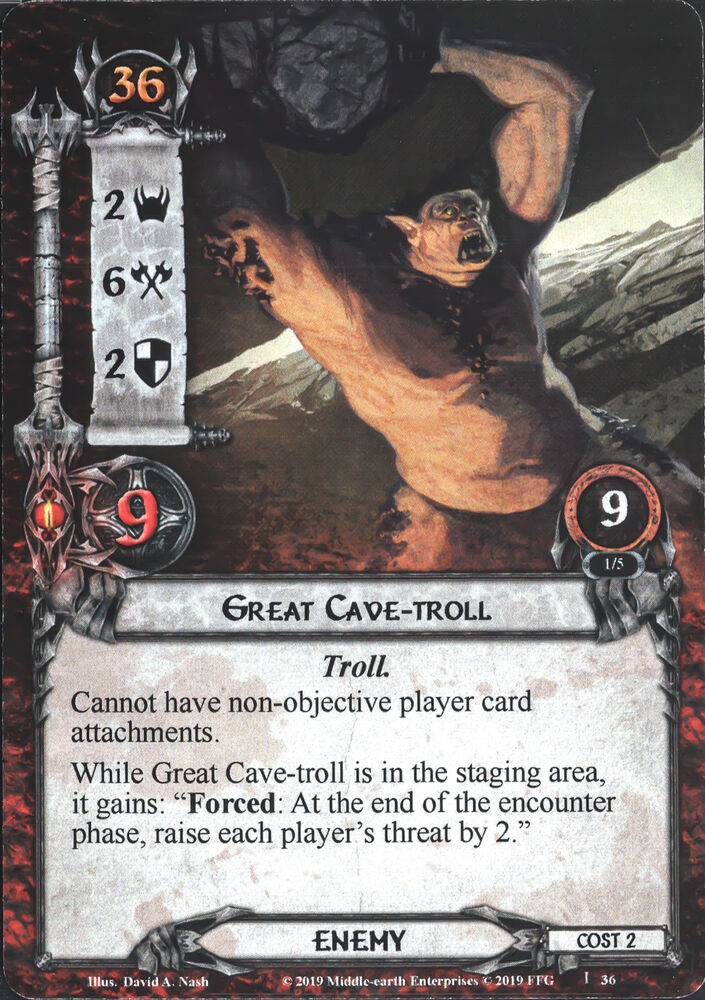 36
2
6
2
9
9
1/5
Great Cave-troll
Troll.
Cannot have non-objective player card
attachments.
While Great Cave-troll is in the staging area,
it gains: “Forced: At the end of the encounter
phase, raise each player’s threat by 2.”
ENEMY
COST 2
Illus. David A. Nash
© 2019 Middle-earth Enterprises © 2019 FFG
36